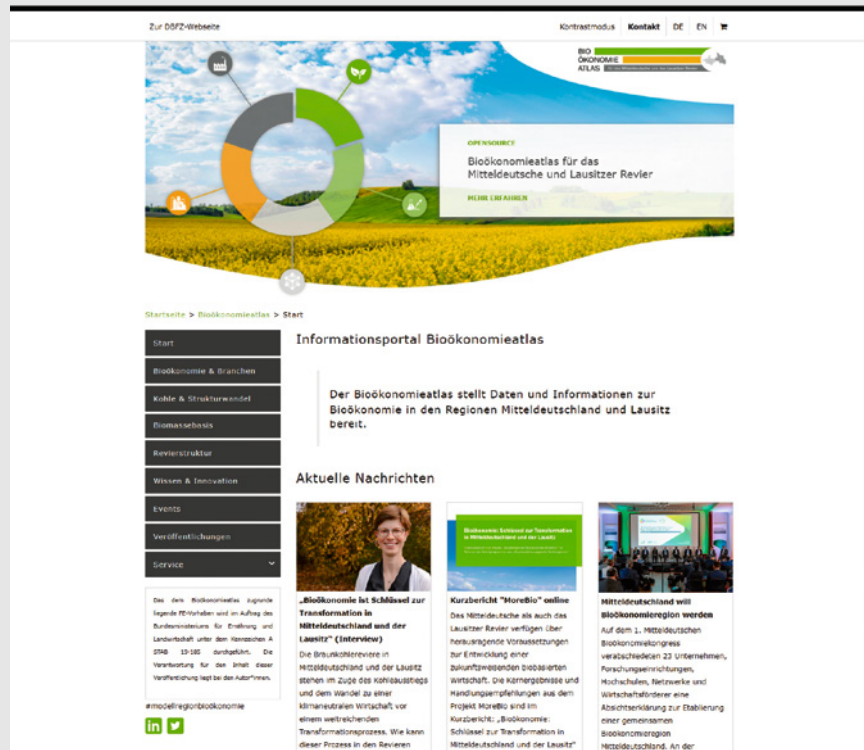 Zur DBFZ-Webseite
Kontrastmodus Kontakt DE EN
BIO
ÖKONOMIE
ATLAS
OPENSOURCE
Bioökonomieatlas für das
Mitteldeutsche und Lausitzer Revier
MEHR ERFAHREN
Startseite > Bioökonomieatlas > Start
Start
Bioökonomie & Branchen
Kohle & Strukturwandel
Biomassebasis
Revierstruktur
Wissen & Innovation
Events
Veröffentlichungen
Service
Das dem Bioökonomieatlas zugrunde
liegende FE-Vorhaben wird im Auftrag des
Bundesministeriums für Ernährung und
Landwirtschaft unter dem Kennzeichen A
STAB 15-185 durchgeführt. Die
Verantwortung für den Inhalt dieser
Veröffentlichung liegt bei den Autor*innen.
#modellregionbioökonomie
in
Informationsportal Bioökonomieatlas
Der Bioökonomieatlas stellt Daten und Informationen zur
Bioökonomie in den Regionen Mitteldeutschland und Lausitz
bereit.
Aktuelle Nachrichten
„Bioökonomie ist Schlüssel zur
Transformation in
Mitteldeutschland und der
Lausitz" (Interview)
Die Braunkohlereviere in
Mitteldeutschland und der Lausitz
stehen im Zuge des Kohleausstiegs
und dem Wandel zu einer
klimaneutralen Wirtschaft vor
einem weitreichenden
Transformationsprozess. Wie kann
dieser Prozess in den Revieren
Bioökonomie: Schlüssel zur Transformation
in Mitteldeutschland und der Lausitz
Kurzbericht "MoreBio" online
Das Mitteldeutsche als auch das
Lausitzer Revier verfügen über
herausragende Voraussetzungen
zur Entwicklung einer
zukunftsweisenden biobasierten
Wirtschaft. Die Kernergebnisse und
Handlungsempfehlungen aus dem
Projekt MoreBio sind im
Kurzbericht: „Bioökonomie:
Schlüssel zur Transformation in
Mitteldeutschland und der Lausitz"
Mitteldeutschland will
Bioökonomieregion werden
Auf dem 1. Mitteldeutschen
Bioökonomiekongress
verabschiedeten 23 Unternehmen,
Forschungseinrichtungen,
Hochschulen, Netzwerke und
Wirtschaftsförderer eine
Absichtserklärung zur Etablierung
einer gemeinsamen
Bioökonomieregion
Mitteldeutschland. An der